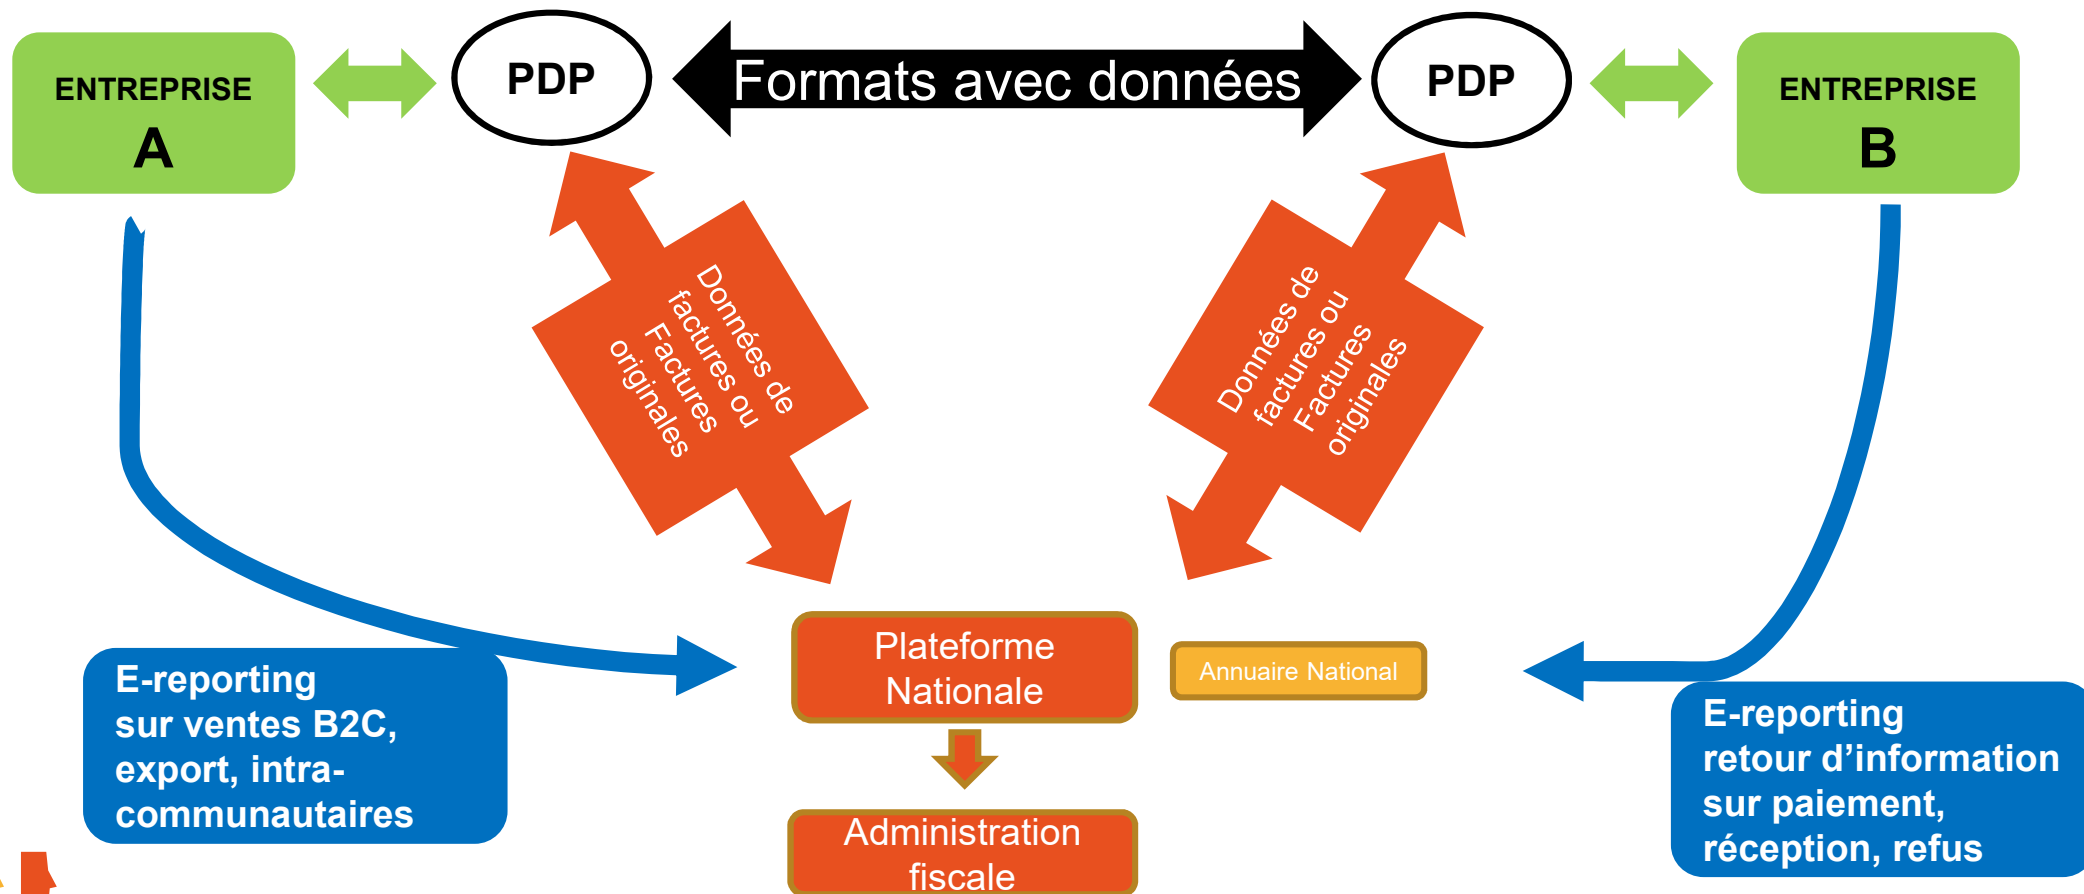 ENTREPRISE
A
PDP
Formats avec données
PDP
ENTREPRISE
B
Données de
factures ou
Factures
originales
Données de
factures ou
Factures
originales
Plateforme
Nationale
Annuaire National
E-reporting
sur ventes B2C,
export, intra-
communautaires
E-reporting
retour d’information
sur paiement,
réception, refus
Administration
fiscale